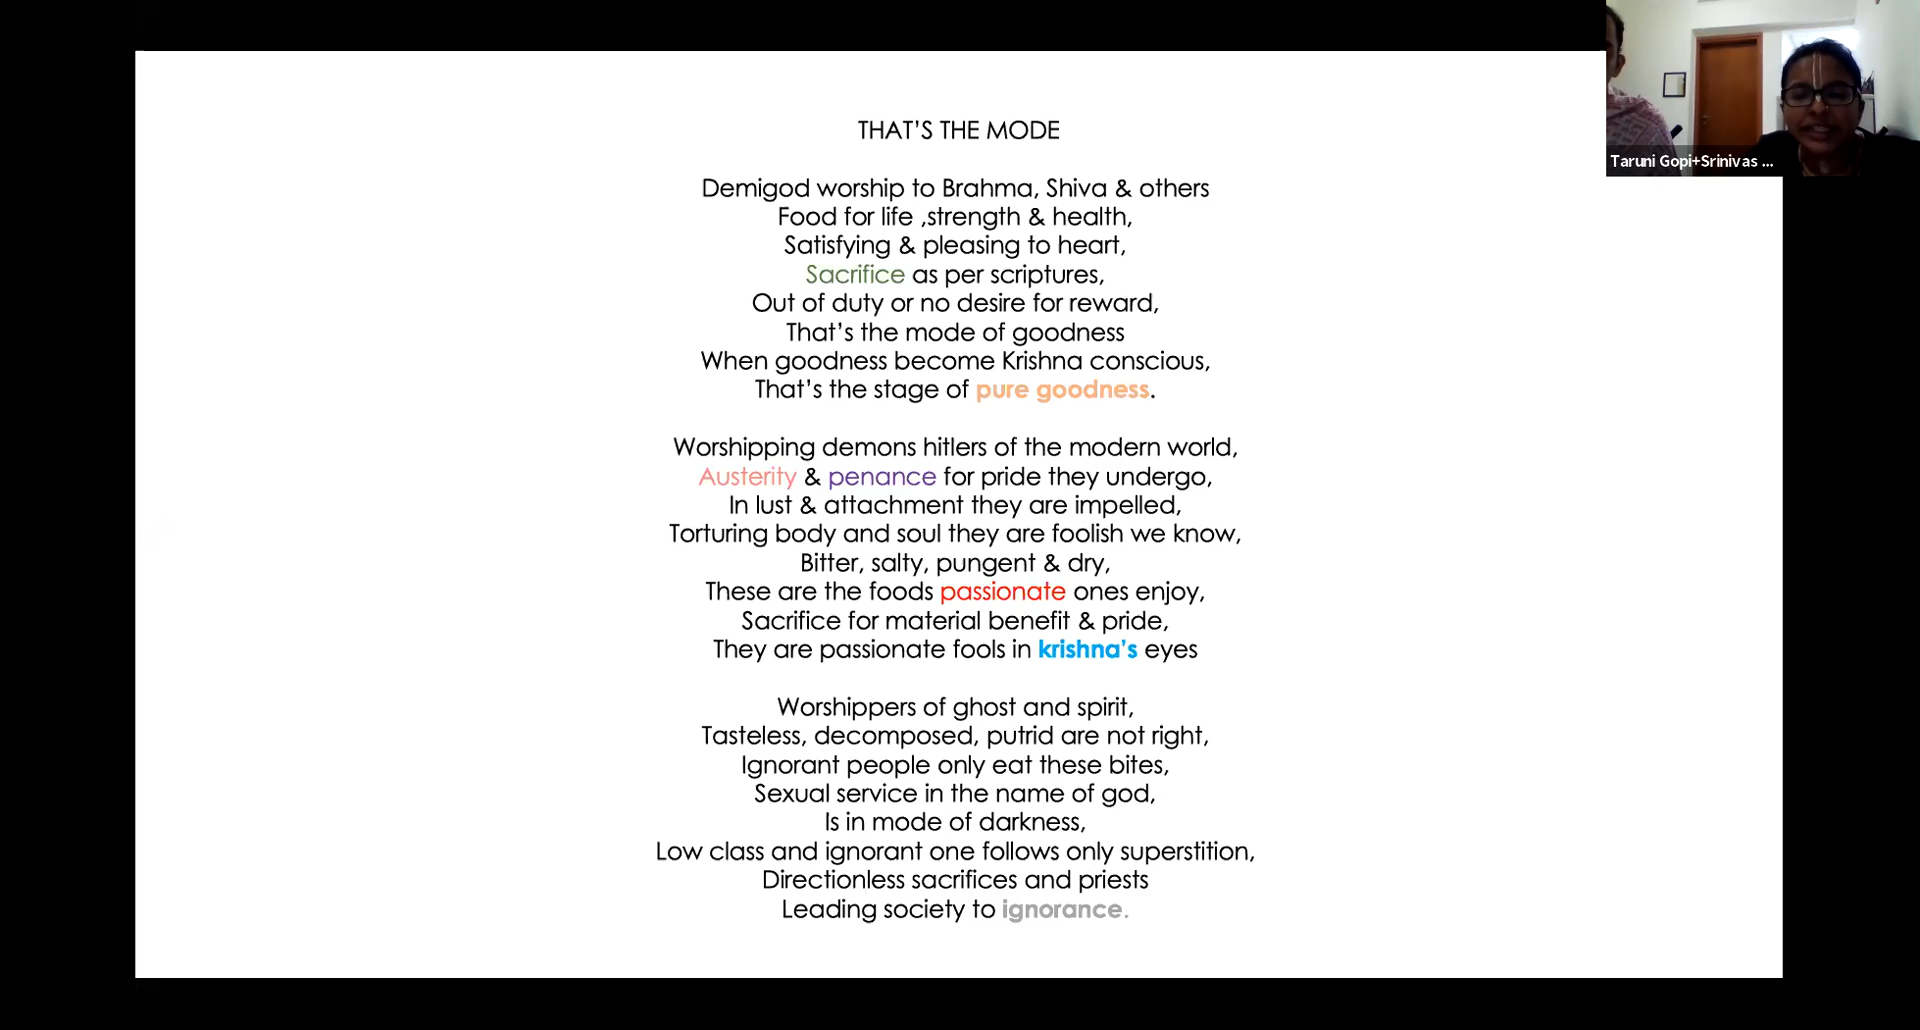 THAT'S THE MODE
Demigod worship to Brahma, Shiva & others
Food for life ,strength & health,
Satisfying & pleasing to heart,
Sacrifice as per scriptures,
Out of duty or no desire for reward,
That's the mode of goodness
When goodness become Krishna conscious,
That's the stage of pure goodness.
Worshipping demons hitlers of the modern world,
Austerity & penance for pride they undergo,
In lust & attachment they are impelled,
Torturing body and soul they are foolish we know,
Bitter, salty, pungent & dry,
These are the foods passionate ones enjoy,
Sacrifice for material benefit & pride,
They are passionate fools in krishna's eyes
Worshippers of ghost and spirit,
Tasteless, decomposed, putrid are not right,
Ignorant people only eat these bites,
Sexual service in the name of god,
Is in mode of darkness,
Low class and ignorant one follows only superstition,
Directionless sacrifices and priests
Leading society to ignorance.
Taruni Gopi+Srinivas ...